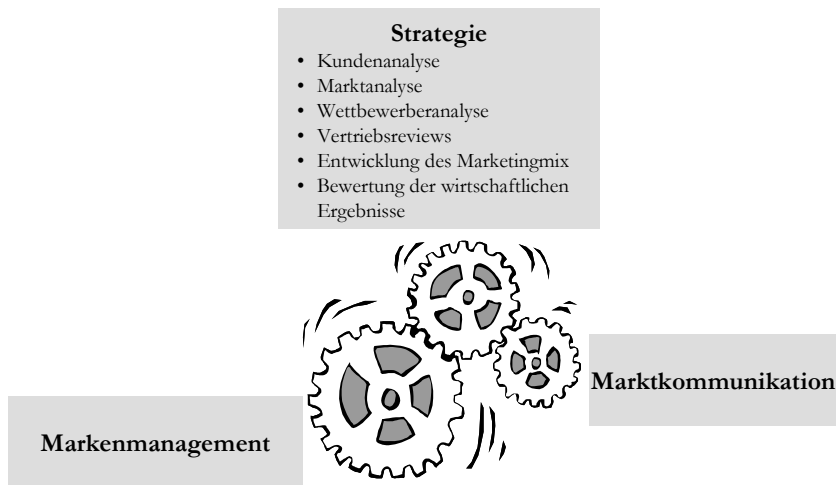 Strategie
• Kundenanalyse
• Marktanalyse
• Wettbewerberanalyse
• Vertriebsreviews
• Entwicklung des Marketingmix
• Bewertung der wirtschaftlichen
Ergebnisse
Marktkommunikation
Markenmanagement